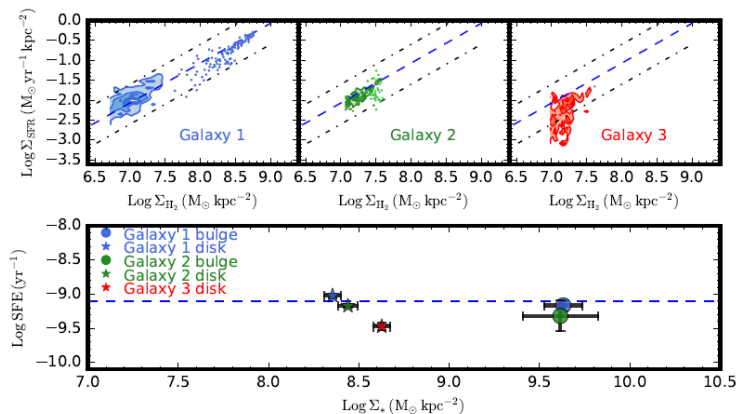 0.0
−0.5
−1.0
−1.5
−2.0
−2.5
−3.0
−3.5
Log Σ_SFR (M⊙ yr⁻¹ kpc⁻²)
Galaxy 1
6.5 7.0 7.5 8.0 8.5 9.0
Log Σ_H₂ (M⊙ kpc⁻²)
Galaxy 2
6.5 7.0 7.5 8.0 8.5 9.0
Log Σ_H₂ (M⊙ kpc⁻²)
Galaxy 3
6.5 7.0 7.5 8.0 8.5 9.0
Log Σ_H₂ (M⊙ kpc⁻²)
−8.0
−8.5
−9.0
−9.5
−10.0
Log SFE (yr⁻¹)
Galaxy 1 bulge
Galaxy 1 disk
Galaxy 2 bulge
Galaxy 2 disk
Galaxy 3 disk
7.0 7.5 8.0 8.5 9.0 9.5 10.0 10.5
Log Σ* (M⊙ kpc⁻²)